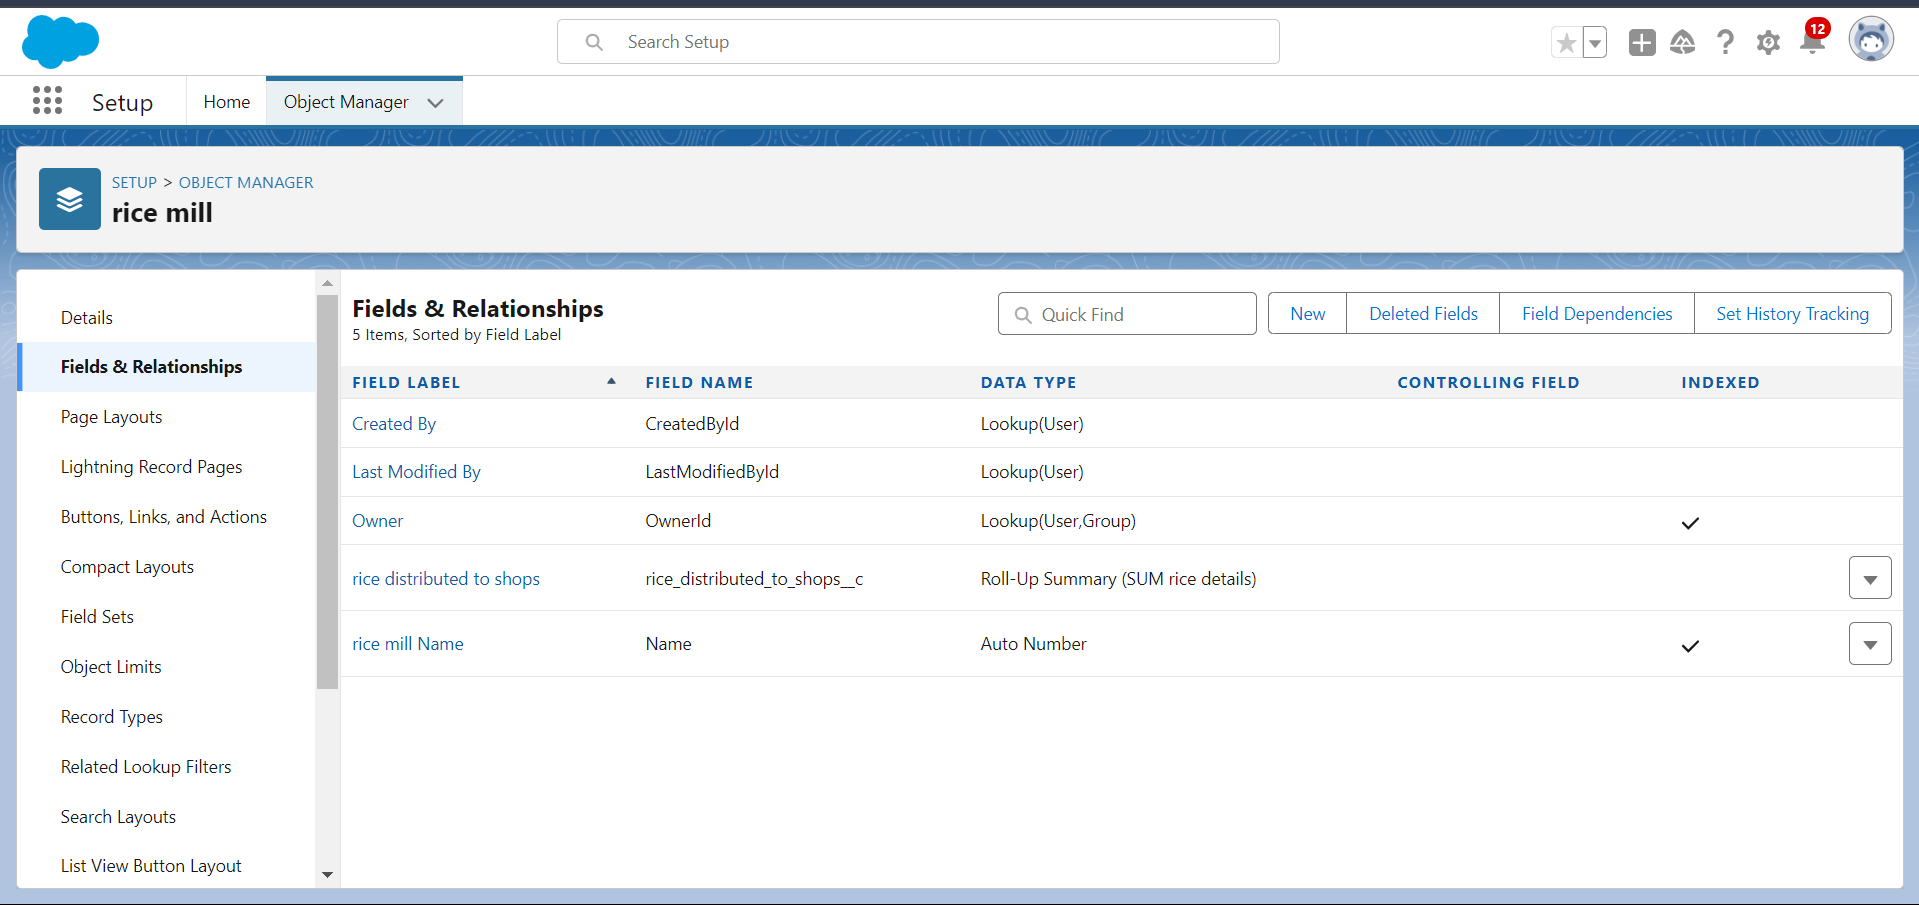 Search Setup
12
Setup
Home
Object Manager
SETUP > OBJECT MANAGER
rice mill
Details
Fields & Relationships
Page Layouts
Lightning Record Pages
Buttons, Links, and Actions
Compact Layouts
Field Sets
Object Limits
Record Types
Related Lookup Filters
Search Layouts
List View Button Layout
Fields & Relationships
5 Items, Sorted by Field Label
Quick Find
New
Deleted Fields
Field Dependencies
Set History Tracking
FIELD LABEL FIELD NAME DATA TYPE CONTROLLING FIELD INDEXED
Created By CreatedById Lookup(User)
Last Modified By LastModifiedById Lookup(User)
Owner OwnerId Lookup(User,Group)
rice distributed to shops rice_distributed_to_shops__c Roll-Up Summary (SUM rice details)
rice mill Name Name Auto Number